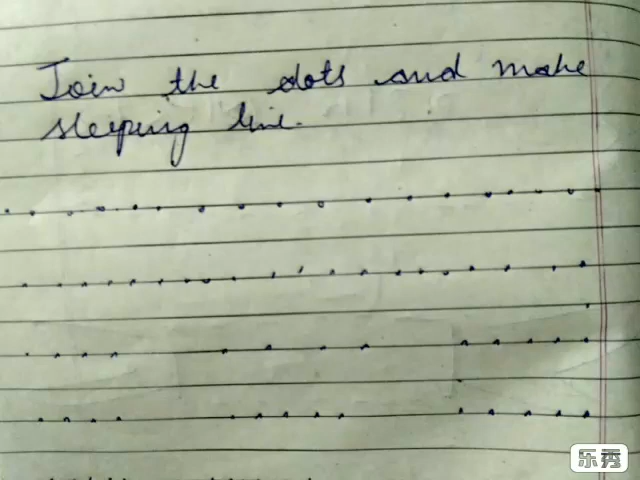 Join the dots and make
sleeping line.
乐秀